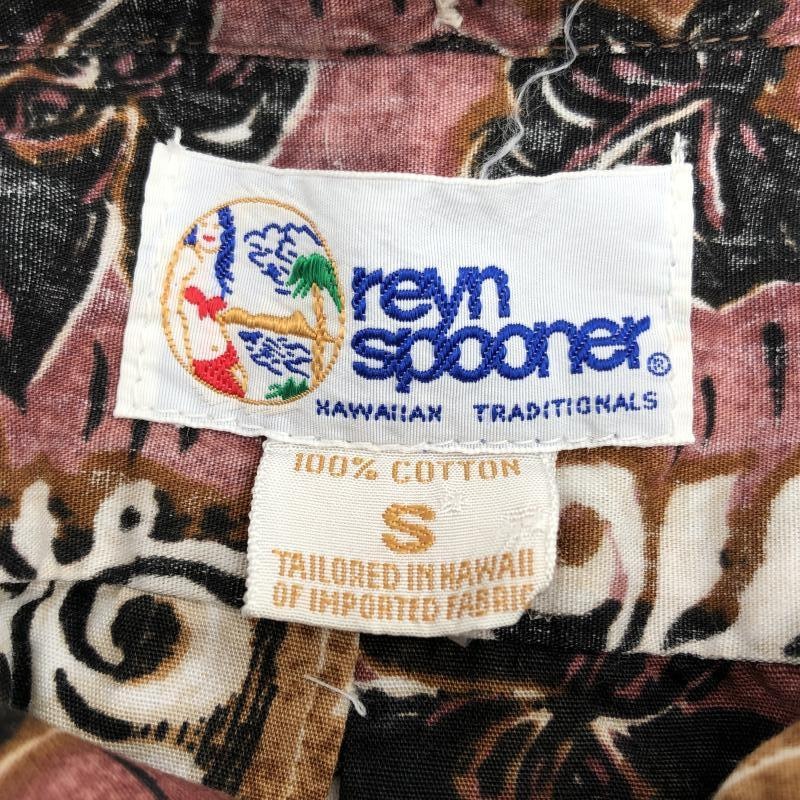 reyn
spooner®
HAWAIIAN TRADITIONALS
100% COTTON
S
TAILORED IN HAWAII
OF IMPORTED FABRIC